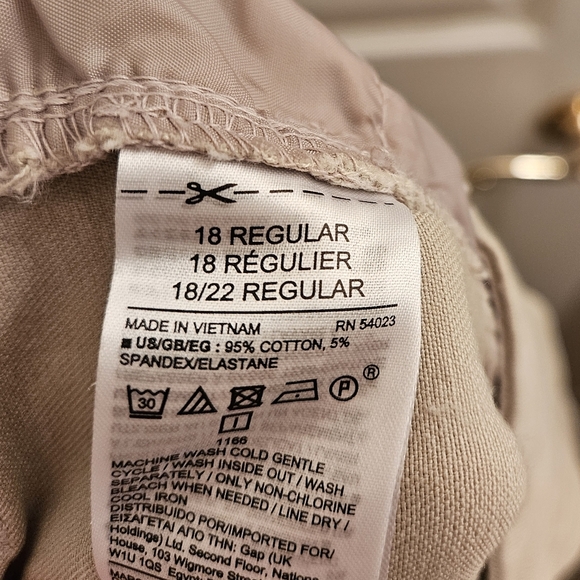 18 REGULAR
18 RÉGULIER
18/22 REGULAR
MADE IN VIETNAM RN 54023
■ US/GB/EG : 95% COTTON, 5%
SPANDEX/ELASTANE
30 P ®
1166
MACHINE WASH COLD GENTLE
CYCLE / WASH INSIDE OUT / WASH
SEPARATELY / ONLY NON-CHLORINE
BLEACH WHEN NEEDED / LINE DRY /
COOL IRON
DISTRIBUIDO POR/IMPORTED FOR/
ΕΙΣΑΓΕΤΑΙ ΑΠΟ ΤΗΝ: Gap (UK
Holdings) Ltd. Second Floor, Nationa
House, 103 Wigmore Street
W1U 1QS Egypt: